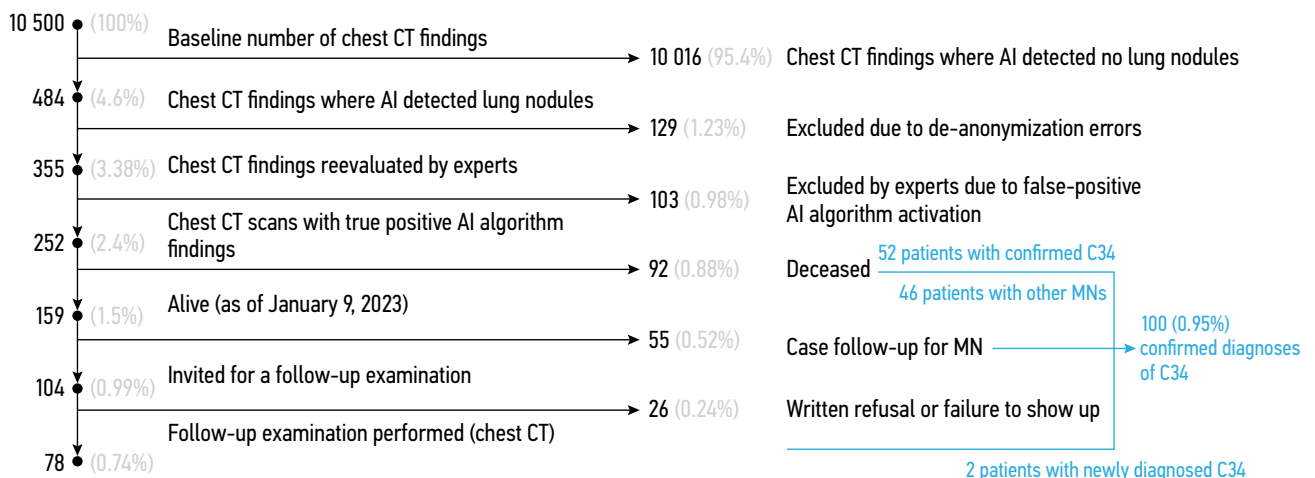 10 500 (100%)
Baseline number of chest CT findings
10 016 (95.4%) Chest CT findings where AI detected no lung nodules
484 (4.6%) Chest CT findings where AI detected lung nodules
129 (1.23%) Excluded due to de-anonymization errors
355 (3.38%) Chest CT findings reevaluated by experts
103 (0.98%) Excluded by experts due to false-positive
AI algorithm activation
Chest CT scans with true positive AI algorithm
findings
252 (2.4%)
92 (0.88%) Deceased
52 patients with confirmed C34
46 patients with other MNs
159 (1.5%) Alive (as of January 9, 2023)
55 (0.52%) Case follow-up for MN
100 (0.95%)
confirmed diagnoses
of C34
104 (0.99%) Invited for a follow-up examination
26 (0.24%) Written refusal or failure to show up
Follow-up examination performed (chest CT)
78 (0.74%)
2 patients with newly diagnosed C34